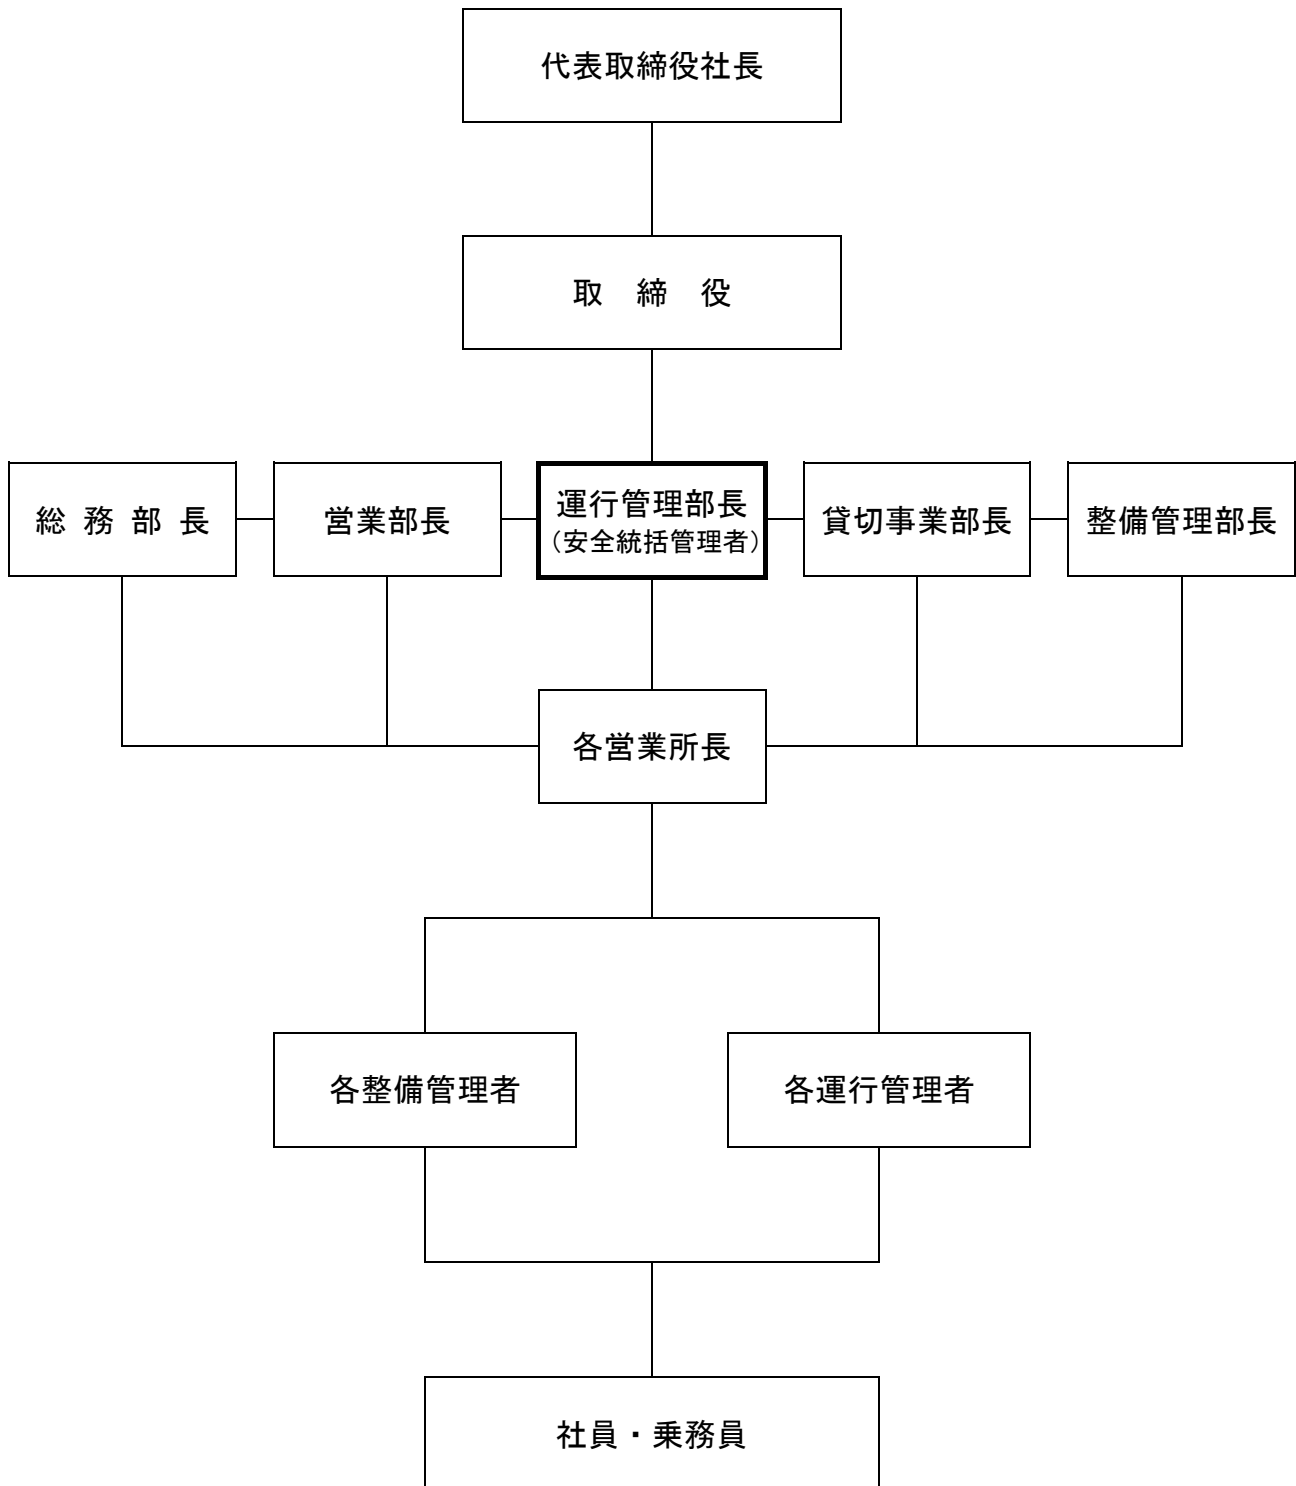 代表取締役社長
取　締　役
総 務 部 長
営業部長
運行管理部長
（安全統括管理者）
貸切事業部長
整備管理部長
各営業所長
各整備管理者
各運行管理者
社員・乗務員